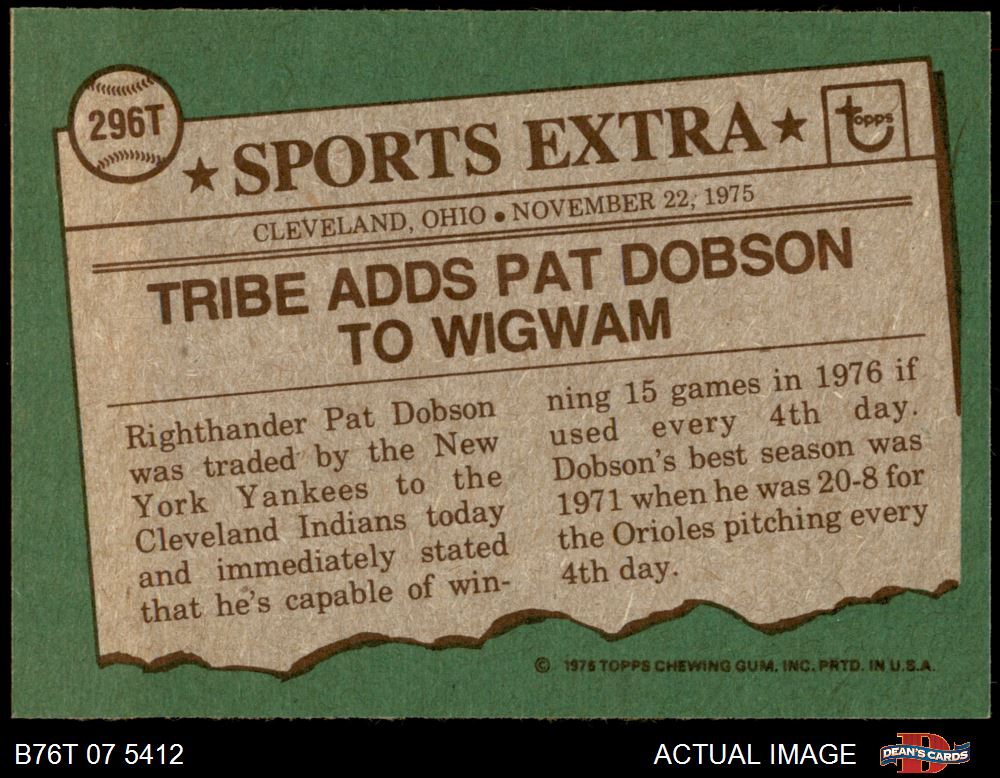 296T
★ SPORTS EXTRA ★
topps
CLEVELAND, OHIO • NOVEMBER 22, 1975
TRIBE ADDS PAT DOBSON
TO WIGWAM
Righthander Pat Dobson
was traded by the New
York Yankees to the
Cleveland Indians today
and immediately stated
that he's capable of win-
ning 15 games in 1976 if
used every 4th day.
Dobson's best season was
1971 when he was 20-8 for
the Orioles pitching every
4th day.
© 1976 TOPPS CHEWING GUM, INC. PRTD. IN U.S.A.
B76T 07 5412
ACTUAL IMAGE
DEAN'S CARDS